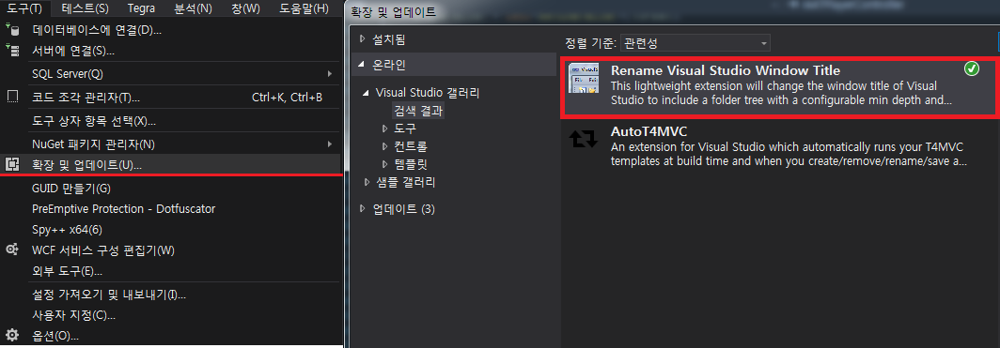 도구(T) 테스트(S) Tegra 분석(N) 창(W) 도움말(H)
데이터베이스에 연결(D)...
서버에 연결(S)...
SQL Server(Q)
코드 조각 관리자(T)... Ctrl+K, Ctrl+B
도구 상자 항목 선택(X)...
NuGet 패키지 관리자(N)
확장 및 업데이트(U)...
GUID 만들기(G)
PreEmptive Protection - Dotfuscator
Spy++ x64(6)
WCF 서비스 구성 편집기(W)
외부 도구(E)...
설정 가져오기 및 내보내기(I)...
사용자 지정(C)...
옵션(O)...
확장 및 업데이트
설치됨
온라인
Visual Studio 갤러리
검색 결과
도구
컨트롤
템플릿
샘플 갤러리
업데이트 (3)
정렬 기준: 관련성
Rename Visual Studio Window Title
This lightweight extension will change the window title of Visual
Studio to include a folder tree with a configurable min depth and...
AutoT4MVC
An extension for Visual Studio which automatically runs your T4MVC
templates at build time and when you create/remove/rename/save a...